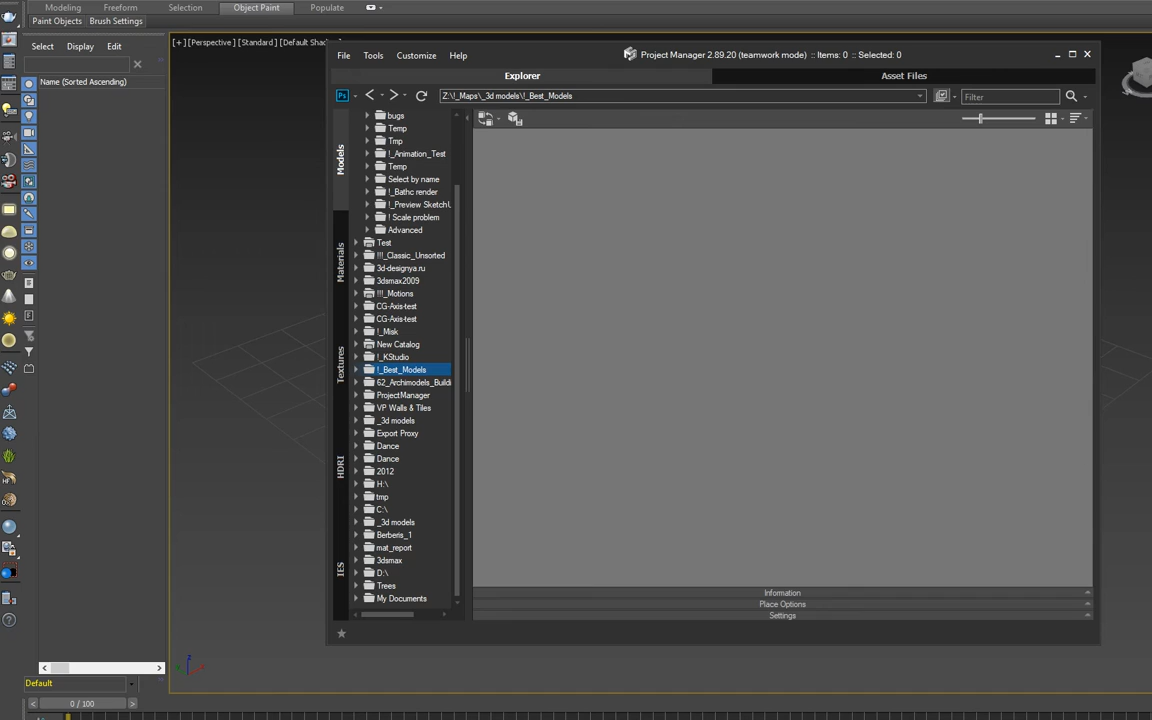 Modeling Freeform Selection Object Paint Populate
Paint Objects Brush Settings
Select Display Edit
Name (Sorted Ascending)
[+] [Perspective] [Standard] [Default Sha
File Tools Customize Help
Project Manager 2.89.20 (teamwork mode) :: Items: 0 :: Selected: 0
Explorer Asset Files
Ps
Z:\!_Maps\_3d models\!_Best_Models
Filter
Models
Materials
Textures
HDRI
IES
bugs
Temp
Tmp
!_Animation_Test
Temp
Select by name
!_Bathc render
!_Preview SketchU
! Scale problem
Advanced
Test
!!!_Classic_Unsorted
3d-designya.ru
3dsmax2009
!!!_Motions
CG-Axis-test
CG-Axis-test
!_Misk
New Catalog
!_KStudio
!_Best_Models
62_Archimodels_Buildi
ProjectManager
VP Walls & Tiles
_3d models
Export Proxy
Dance
Dance
2012
H:\
tmp
C:\
_3d models
Berberis_1
mat_report
3dsmax
D:\
Trees
My Documents
Information
Place Options
Settings
z
Default
< 0 / 100 >